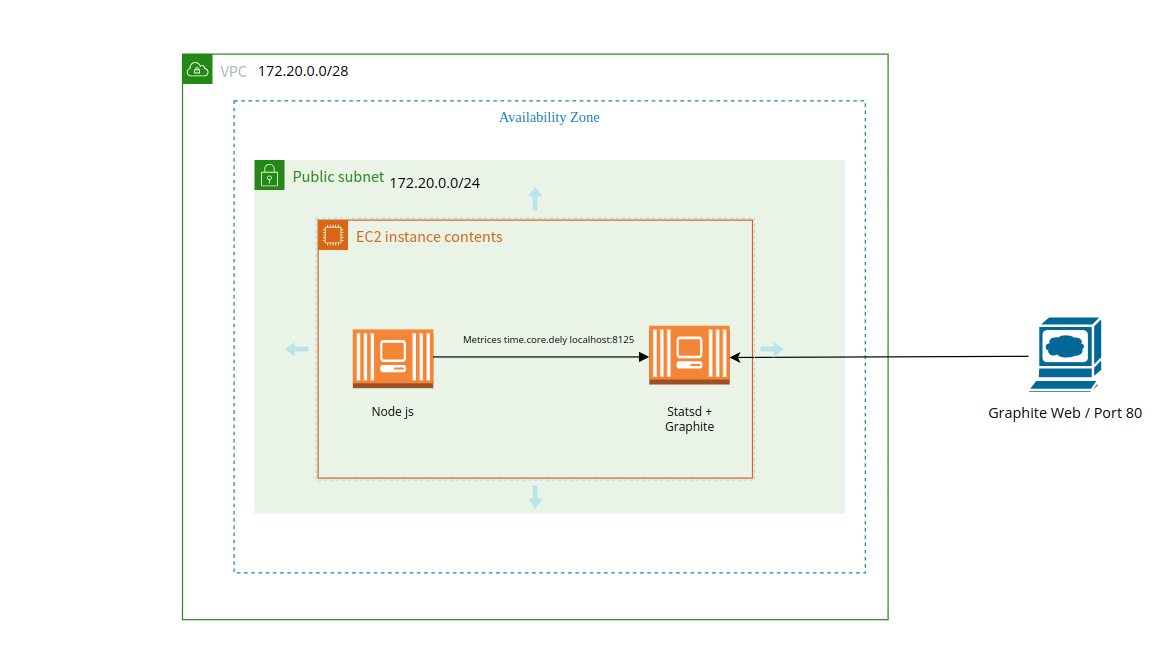 VPC 172.20.0.0/28
Availability Zone
Public subnet 172.20.0.0/24
EC2 instance contents
Metrices time.core.dely localhost:8125
Node js
Statsd +
Graphite
Graphite Web / Port 80